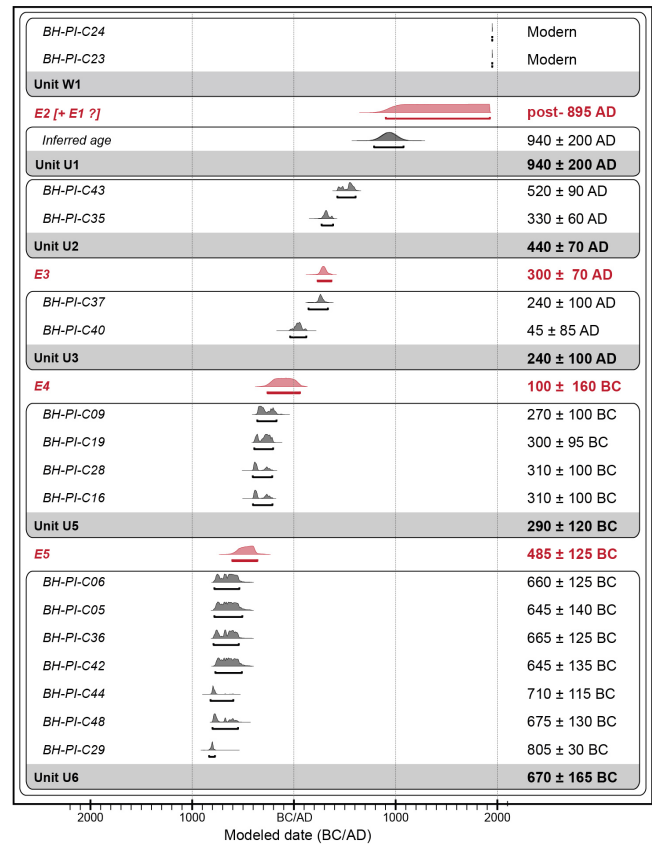 BH-PI-C24 Modern
BH-PI-C23 Modern
Unit W1
E2 [+ E1 ?] post- 895 AD
Inferred age 940 ± 200 AD
Unit U1 940 ± 200 AD
BH-PI-C43 520 ± 90 AD
BH-PI-C35 330 ± 60 AD
Unit U2 440 ± 70 AD
E3 300 ± 70 AD
BH-PI-C37 240 ± 100 AD
BH-PI-C40 45 ± 85 AD
Unit U3 240 ± 100 AD
E4 100 ± 160 BC
BH-PI-C09 270 ± 100 BC
BH-PI-C19 300 ± 95 BC
BH-PI-C28 310 ± 100 BC
BH-PI-C16 310 ± 100 BC
Unit U5 290 ± 120 BC
E5 485 ± 125 BC
BH-PI-C06 660 ± 125 BC
BH-PI-C05 645 ± 140 BC
BH-PI-C36 665 ± 125 BC
BH-PI-C42 645 ± 135 BC
BH-PI-C44 710 ± 115 BC
BH-PI-C48 675 ± 130 BC
BH-PI-C29 805 ± 30 BC
Unit U6 670 ± 165 BC
2000 1000 BC/AD 1000 2000
Modeled date (BC/AD)